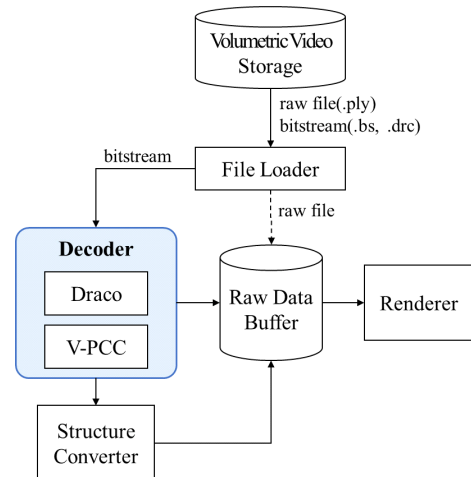 Volumetric Video
Storage
raw file(.ply)
bitstream(.bs, .drc)
bitstream
File Loader
raw file
Decoder
Draco
V-PCC
Raw Data
Buffer
Renderer
Structure
Converter